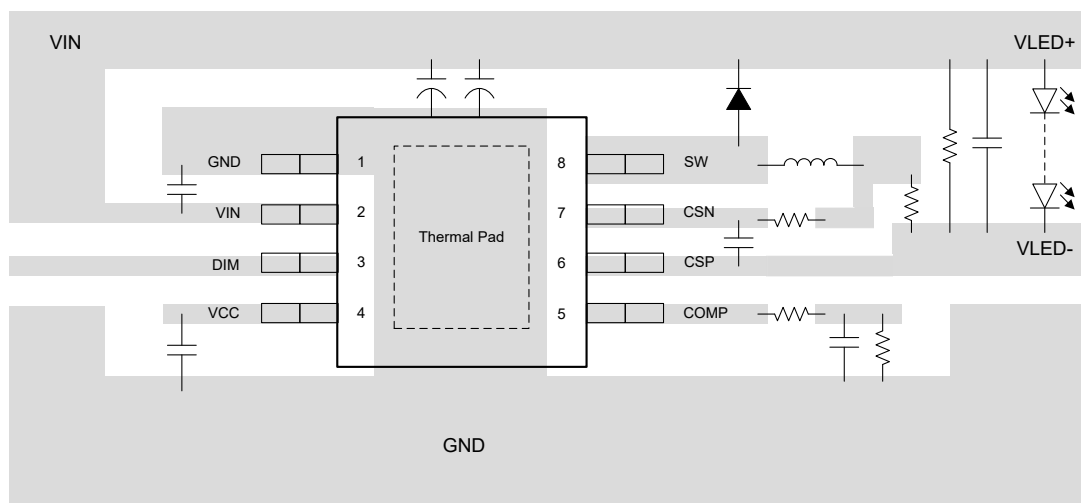 VIN
VLED+
GND
1
8
SW
VIN
2
7
CSN
Thermal Pad
VLED-
DIM
3
6
CSP
VCC
4
5
COMP
GND